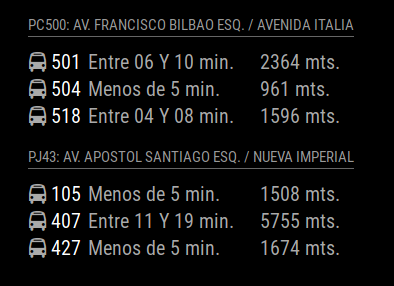 PC500: AV. FRANCISCO BILBAO ESQ. / AVENIDA ITALIA
501 Entre 06 Y 10 min. 2364 mts.
504 Menos de 5 min. 961 mts.
518 Entre 04 Y 08 min. 1596 mts.
PJ43: AV. APOSTOL SANTIAGO ESQ. / NUEVA IMPERIAL
105 Menos de 5 min. 1508 mts.
407 Entre 11 Y 19 min. 5755 mts.
427 Menos de 5 min. 1674 mts.